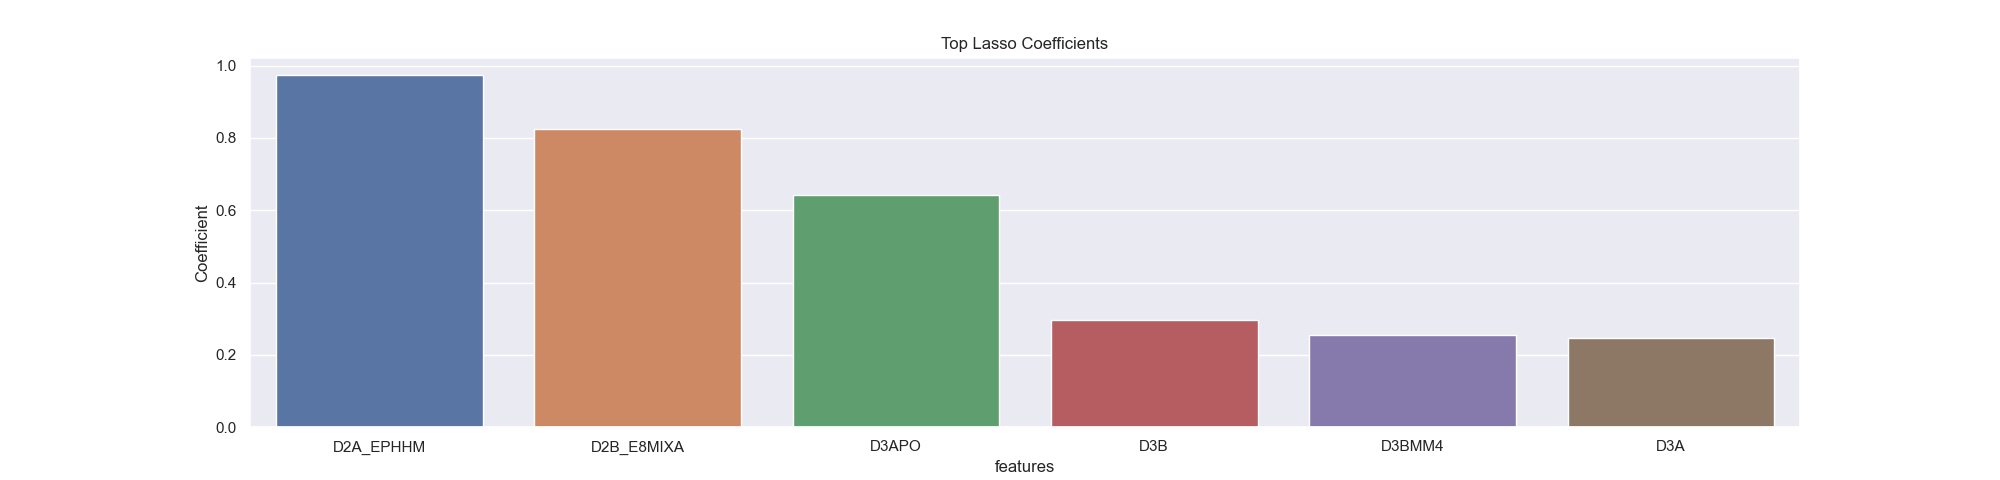 Top Lasso Coefficients
Coefficient
1.0
0.8
0.6
0.4
0.2
0.0
D2A_EPHHM D2B_E8MIXA D3APO D3B D3BMM4 D3A
features